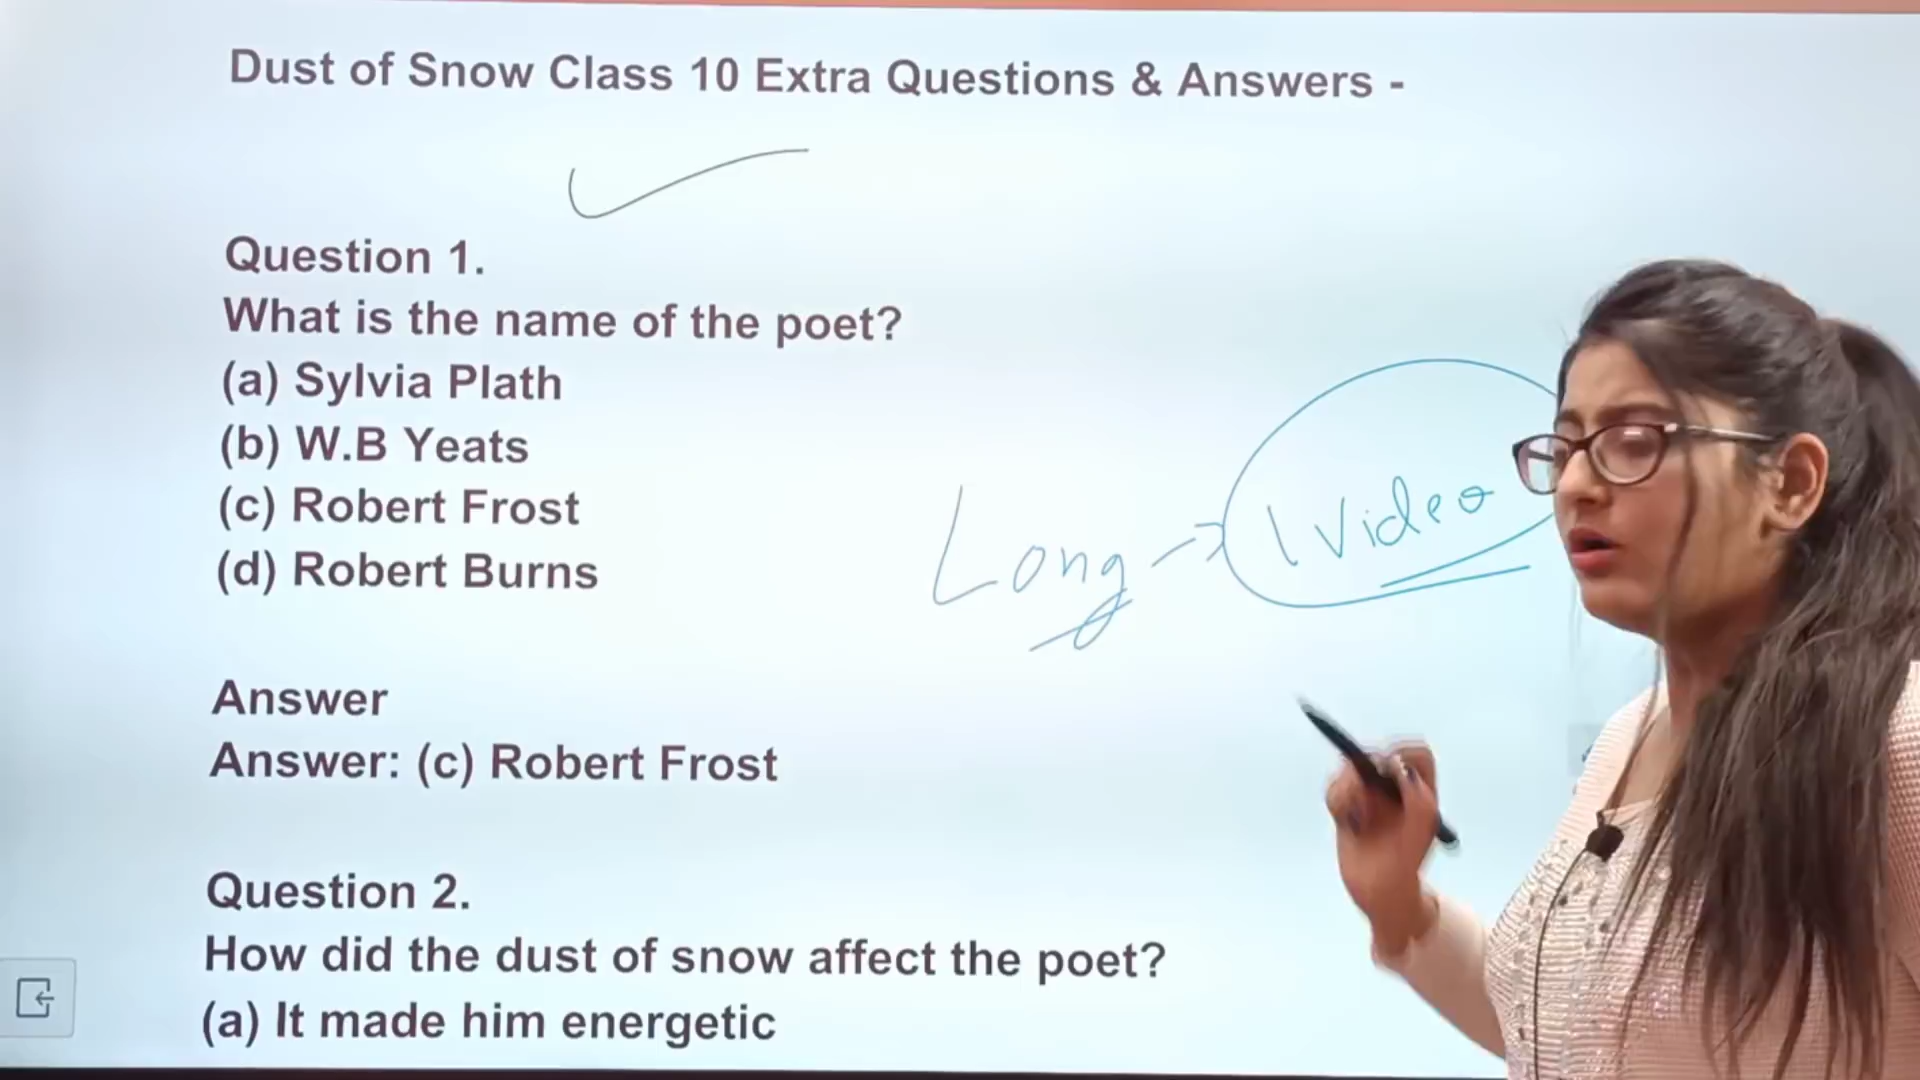 Dust of Snow Class 10 Extra Questions & Answers -
Question 1.
What is the name of the poet?
(a) Sylvia Plath
(b) W.B Yeats
(c) Robert Frost
(d) Robert Burns
Long → 1 Video
Answer
Answer: (c) Robert Frost
Question 2.
How did the dust of snow affect the poet?
(a) It made him energetic